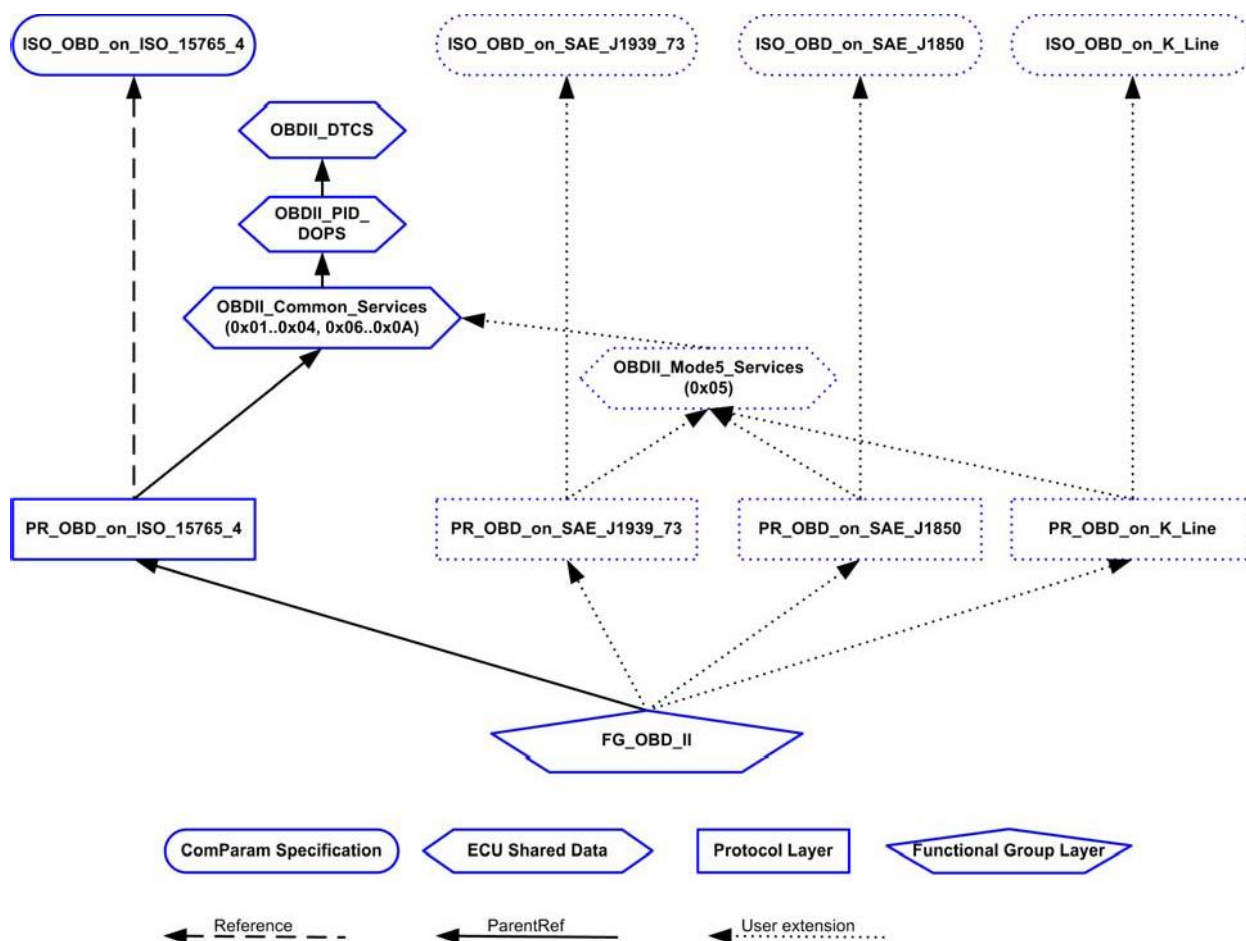 ISO_OBD_on_ISO_15765_4
ISO_OBD_on_SAE_J1939_73
ISO_OBD_on_SAE_J1850
ISO_OBD_on_K_Line
OBDII_DTCS
OBDII_PID_
DOPS
OBDII_Common_Services
(0x01..0x04, 0x06..0x0A)
OBDII_Mode5_Services
(0x05)
PR_OBD_on_ISO_15765_4
PR_OBD_on_SAE_J1939_73
PR_OBD_on_SAE_J1850
PR_OBD_on_K_Line
FG_OBD_II
ComParam Specification
ECU Shared Data
Protocol Layer
Functional Group Layer
Reference
ParentRef
User extension